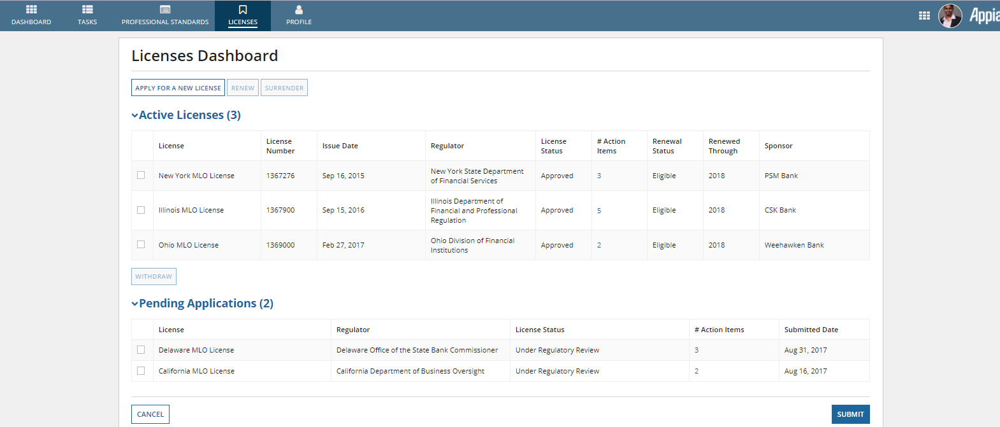 DASHBOARD TASKS PROFESSIONAL STANDARDS LICENSES PROFILE Appia
Licenses Dashboard
APPLY FOR A NEW LICENSE RENEW SURRENDER
Active Licenses (3)
License License Number Issue Date Regulator License Status # Action Items Renewal Status Renewed Through Sponsor
New York MLO License 1367276 Sep 16, 2015 New York State Department of Financial Services Approved 3 Eligible 2018 PSM Bank
Illinois MLO License 1367900 Sep 15, 2016 Illinois Department of Financial and Professional Regulation Approved 5 Eligible 2018 CSK Bank
Ohio MLO License 1369000 Feb 27, 2017 Ohio Division of Financial Institutions Approved 2 Eligible 2018 Weehawken Bank
WITHDRAW
Pending Applications (2)
License Regulator License Status # Action Items Submitted Date
Delaware MLO License Delaware Office of the State Bank Commissioner Under Regulatory Review 3 Aug 31, 2017
California MLO License California Department of Business Oversight Under Regulatory Review 2 Aug 16, 2017
CANCEL SUBMIT